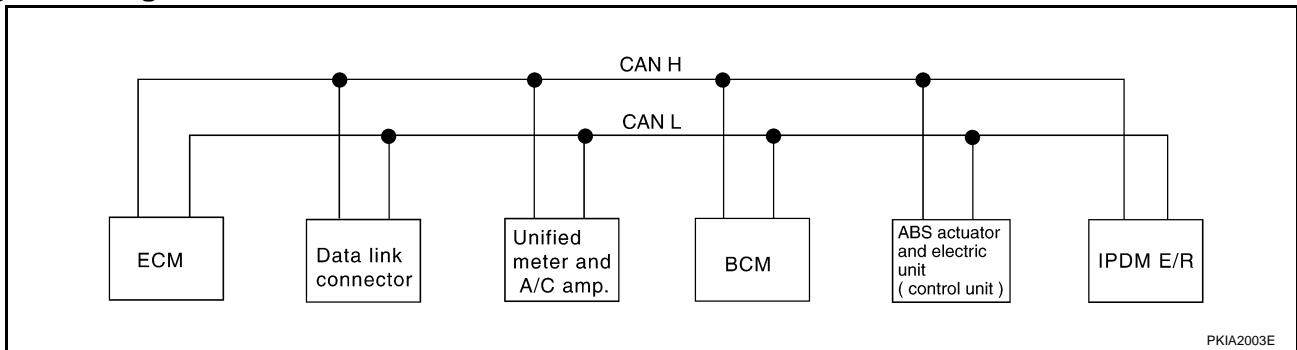 CAN H
CAN L
ECM
Data link
connector
Unified
meter and
A/C amp.
BCM
ABS actuator
and electric
unit
( control unit )
IPDM E/R
PKIA2003E